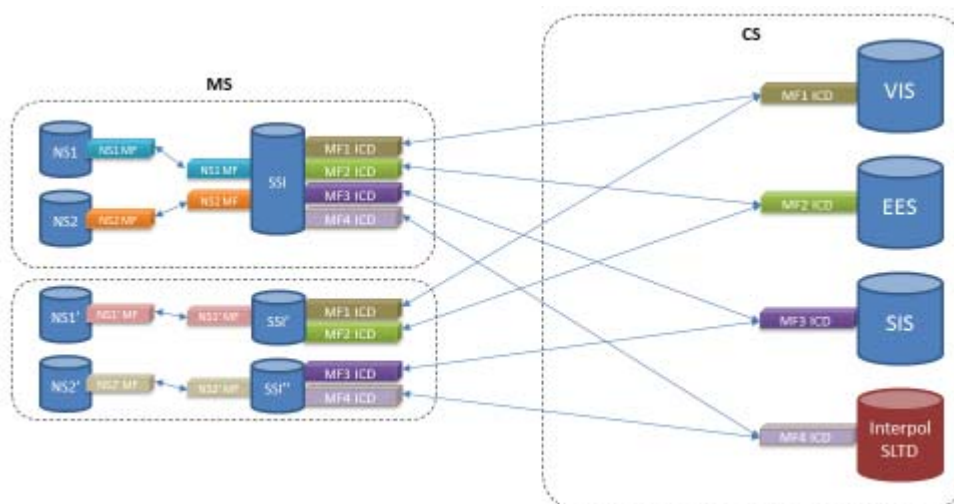 MS
NS1
NS1 MF
NS1 MF
SSI
MF1 ICD
MF2 ICD
MF3 ICD
MF4 ICD
NS2
NS2 MF
NS2 MF
NS1'
NS1' MF
NS1' MF
SSI'
MF1 ICD
MF2 ICD
NS2'
NS2' MF
NS2' MF
SSI''
MF3 ICD
MF4 ICD
CS
MF1 ICD
VIS
MF2 ICD
EES
MF3 ICD
SIS
MF4 ICD
Interpol
SLTD